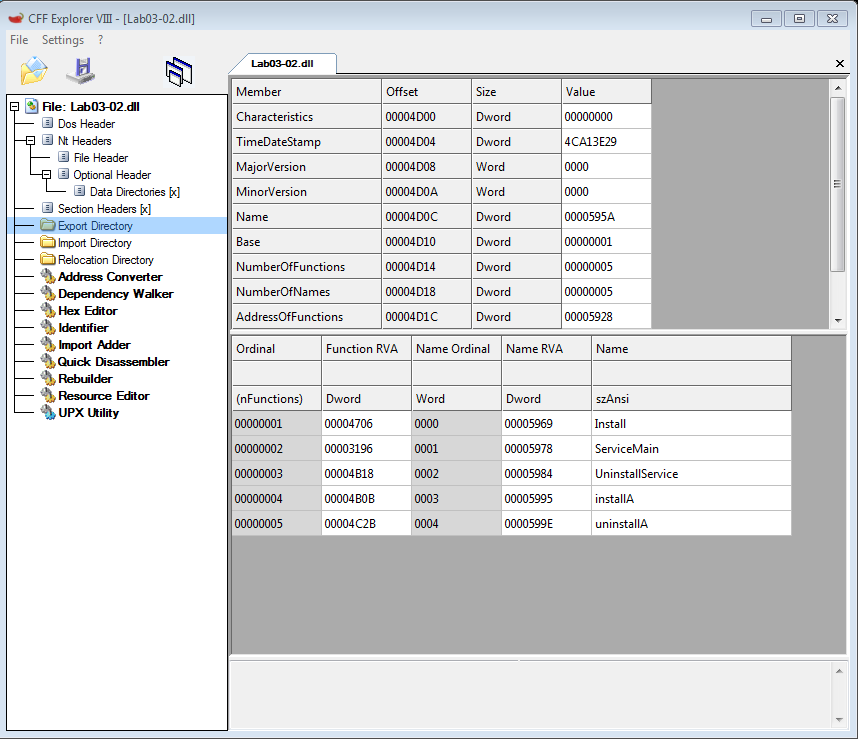 CFF Explorer VIII - [Lab03-02.dll]
File Settings ?
Lab03-02.dll
File: Lab03-02.dll
Dos Header
Nt Headers
File Header
Optional Header
Data Directories [x]
Section Headers [x]
Export Directory
Import Directory
Relocation Directory
Address Converter
Dependency Walker
Hex Editor
Identifier
Import Adder
Quick Disassembler
Rebuilder
Resource Editor
UPX Utility
Member Offset Size Value
Characteristics 00004D00 Dword 00000000
TimeDateStamp 00004D04 Dword 4CA13E29
MajorVersion 00004D08 Word 0000
MinorVersion 00004D0A Word 0000
Name 00004D0C Dword 0000595A
Base 00004D10 Dword 00000001
NumberOfFunctions 00004D14 Dword 00000005
NumberOfNames 00004D18 Dword 00000005
AddressOfFunctions 00004D1C Dword 00005928
Ordinal Function RVA Name Ordinal Name RVA Name
(nFunctions) Dword Word Dword szAnsi
00000001 00004706 0000 00005969 Install
00000002 00003196 0001 00005978 ServiceMain
00000003 00004B18 0002 00005984 UninstallService
00000004 00004B0B 0003 00005995 installA
00000005 00004C2B 0004 0000599E uninstallA